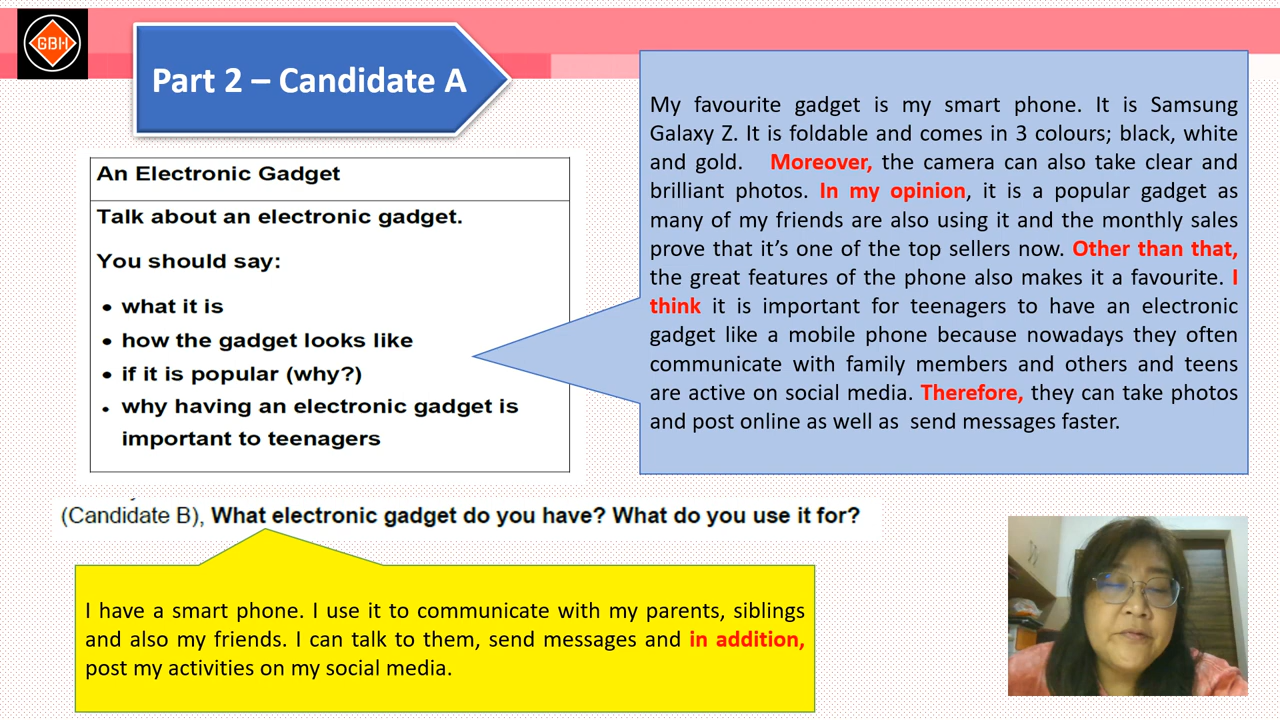 GBH
Part 2 – Candidate A
An Electronic Gadget
Talk about an electronic gadget.
You should say:
• what it is
• how the gadget looks like
• if it is popular (why?)
• why having an electronic gadget is
important to teenagers
My favourite gadget is my smart phone. It is Samsung
Galaxy Z. It is foldable and comes in 3 colours; black, white
and gold. Moreover, the camera can also take clear and
brilliant photos. In my opinion, it is a popular gadget as
many of my friends are also using it and the monthly sales
prove that it's one of the top sellers now. Other than that,
the great features of the phone also makes it a favourite. I
think it is important for teenagers to have an electronic
gadget like a mobile phone because nowadays they often
communicate with family members and others and teens
are active on social media. Therefore, they can take photos
and post online as well as send messages faster.
(Candidate B), What electronic gadget do you have? What do you use it for?
I have a smart phone. I use it to communicate with my parents, siblings
and also my friends. I can talk to them, send messages and in addition,
post my activities on my social media.